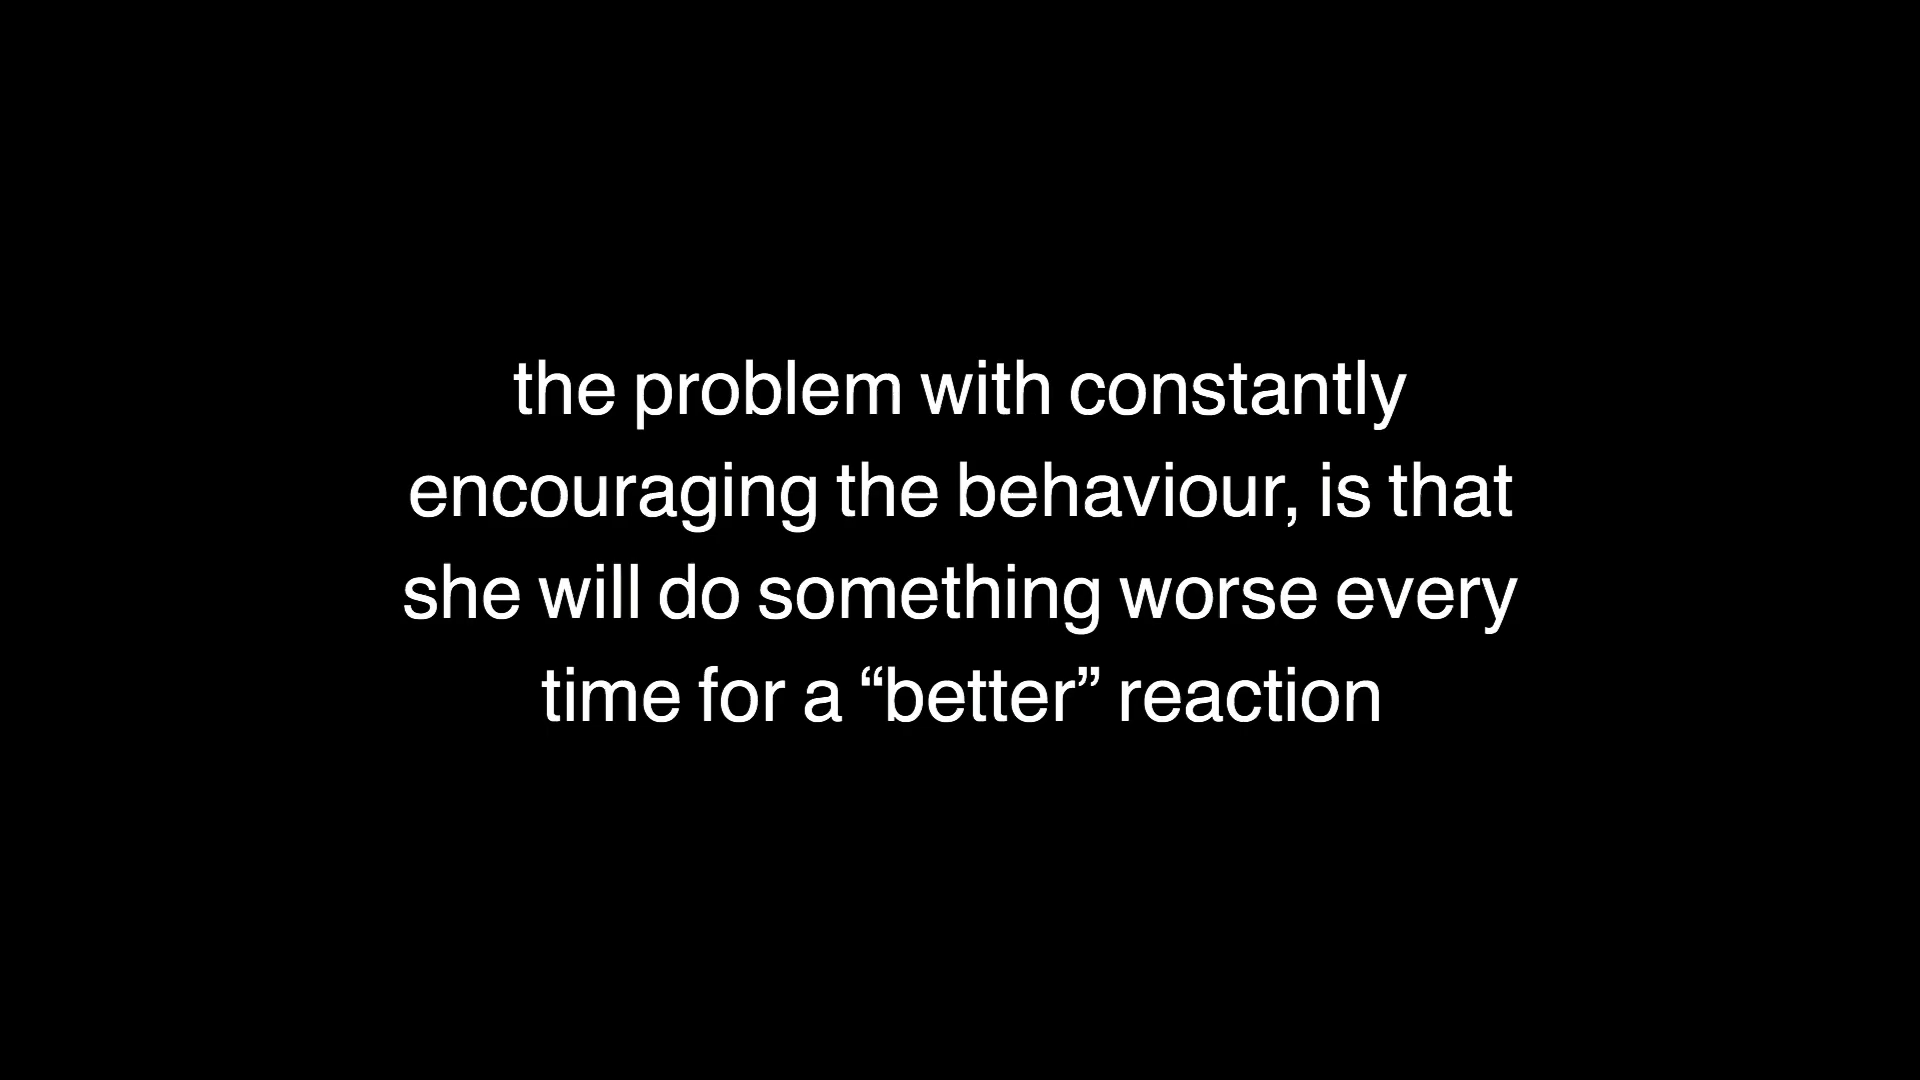 the problem with constantly
encouraging the behaviour, is that
she will do something worse every
time for a “better” reaction